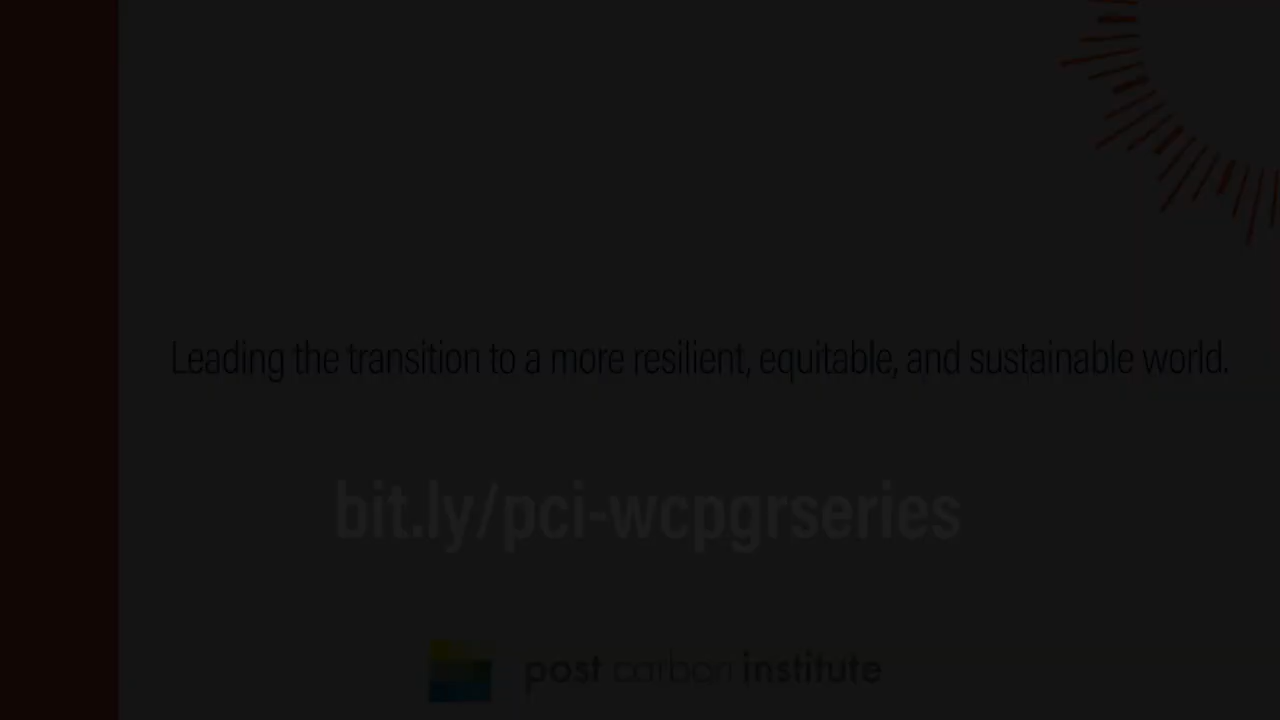 Leading the transition to a more resilient, equitable, and sustainable world.
bit.ly/pci-wcpgrseries
post carbon institute